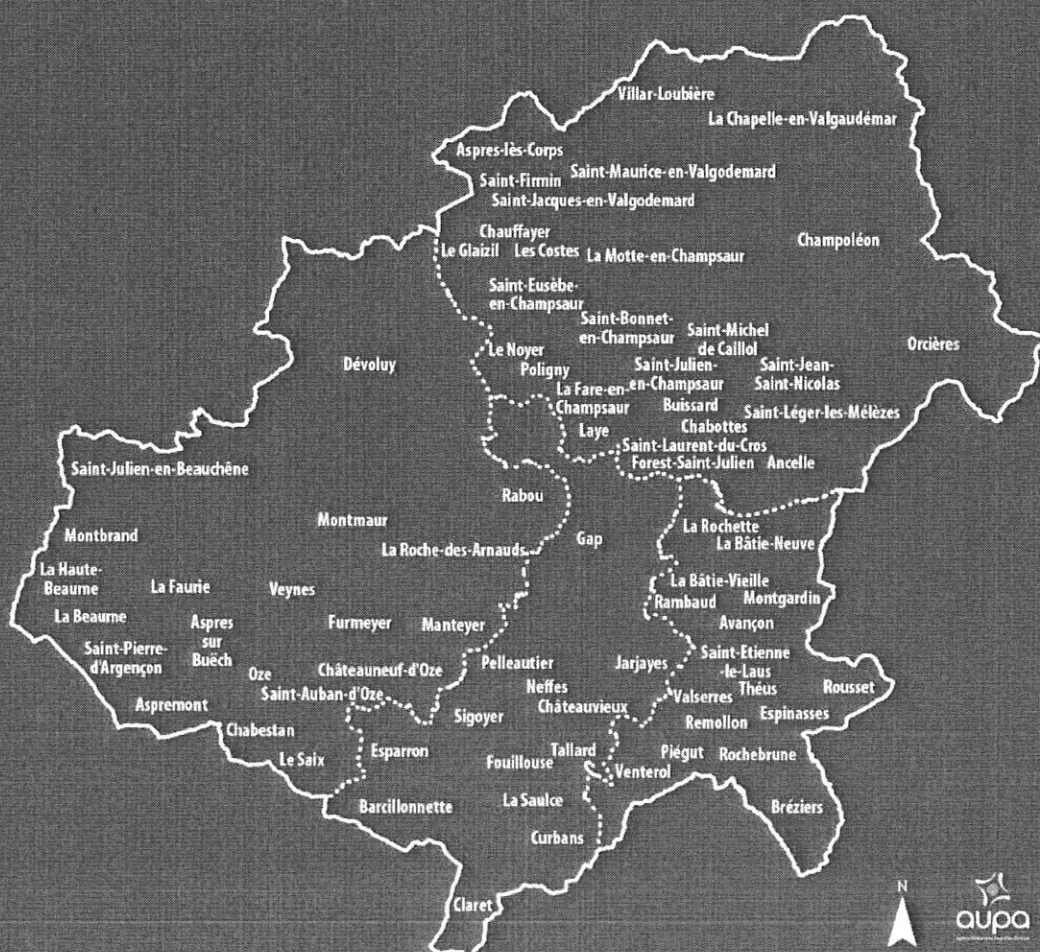 Villar-Loubière
La Chapelle-en-Valgaudémar
Aspres-lès-Corps
Saint-Maurice-en-Valgodemard
Saint-Firmin
Saint-Jacques-en-Valgodemard
Chauffayer
Champoléon
Le Glaizil
Les Costes
La Motte-en-Champsaur
Saint-Eusèbe-
en-Champsaur
Saint-Bonnet-
en-Champsaur
Saint-Michel
de Caillol
Orcières
Le Noyer
Dévoluy
Poligny
Saint-Julien-
en-Champsaur
Saint-Jean-
Saint-Nicolas
La Fare-en-
Champsaur
Buissard
Saint-Léger-les-Mélèzes
Laye
Chabottes
Saint-Laurent-du-Cros
Forest-Saint-Julien
Ancelle
Saint-Julien-en-Beauchêne
Rabou
Montmaur
La Rochette
Montbrand
Gap
La Bâtie-Neuve
La Roche-des-Arnauds
La Haute-
Beaume
La Faurie
Veynes
La Bâtie-Vieille
Rambaud
Montgardin
La Beaume
Aspres
sur
Buëch
Furmeyer
Manteyer
Avançon
Saint-Pierre-
d'Argençon
Oze
Châteauneuf-d'Oze
Pelleautier
Jarjayes
Saint-Etienne
-le-Laus
Saint-Auban-d'Oze
Neffes
Théus
Rousset
Aspremont
Châteauvieux
Valserres
Sigoyer
Espinasses
Chabestan
Remollon
Le Saix
Esparron
Tallard
Piégut
Rochebrune
Fouillouse
Venterol
Barcillonnette
La Saulce
Bréziers
Curbans
Claret
N
aupa